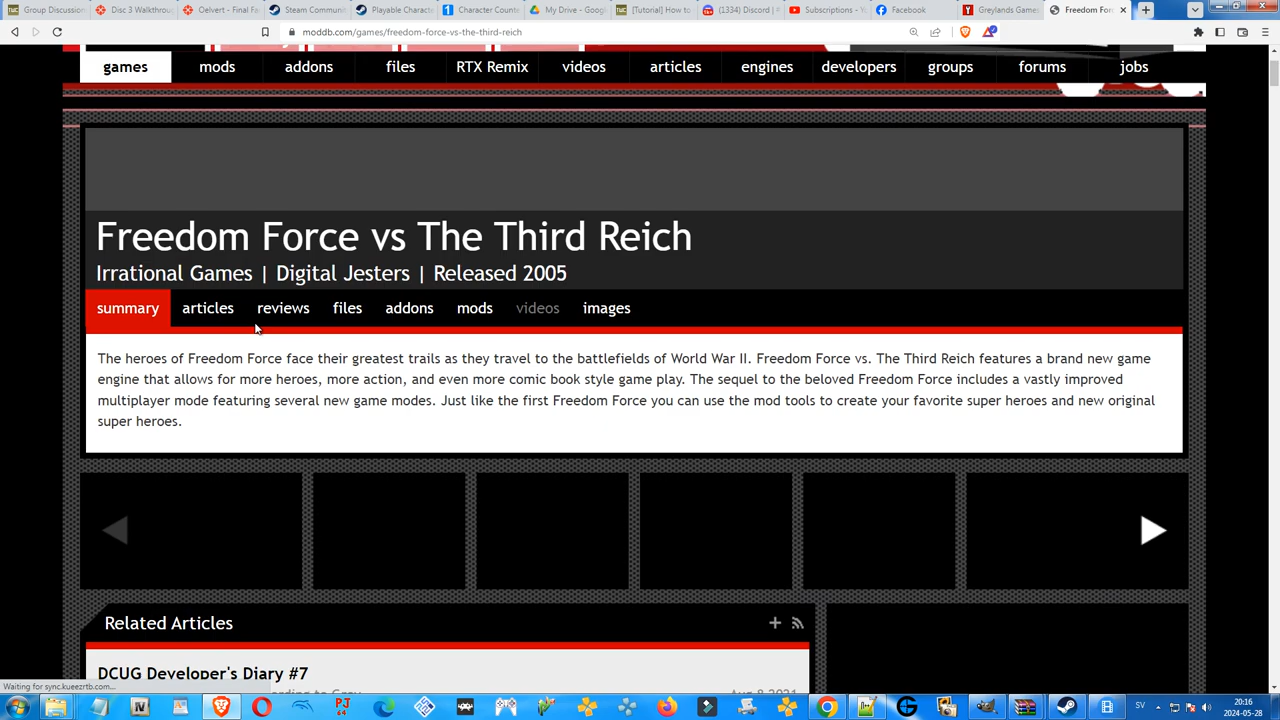 Group Discussion
Disc 3 Walkthrou
Oelvert - Final Fa
Steam Communi
Playable Characte
Character Counte
My Drive - Googl
[Tutorial] How to
(1334) Discord |
Subscriptions - Y
Facebook
Greylands Games
Freedom For
moddb.com/games/freedom-force-vs-the-third-reich
games mods addons files RTX Remix videos articles engines developers groups forums jobs
Freedom Force vs The Third Reich
Irrational Games | Digital Jesters | Released 2005
summary articles reviews files addons mods videos images
The heroes of Freedom Force face their greatest trails as they travel to the battlefields of World War II. Freedom Force vs. The Third Reich features a brand new game
engine that allows for more heroes, more action, and even more comic book style game play. The sequel to the beloved Freedom Force includes a vastly improved
multiplayer mode featuring several new game modes. Just like the first Freedom Force you can use the mod tools to create your favorite super heroes and new original
super heroes.
Related Articles
DCUG Developer's Diary #7
Waiting for sync.kueezrtb.com...
SV
20:16
2024-05-28